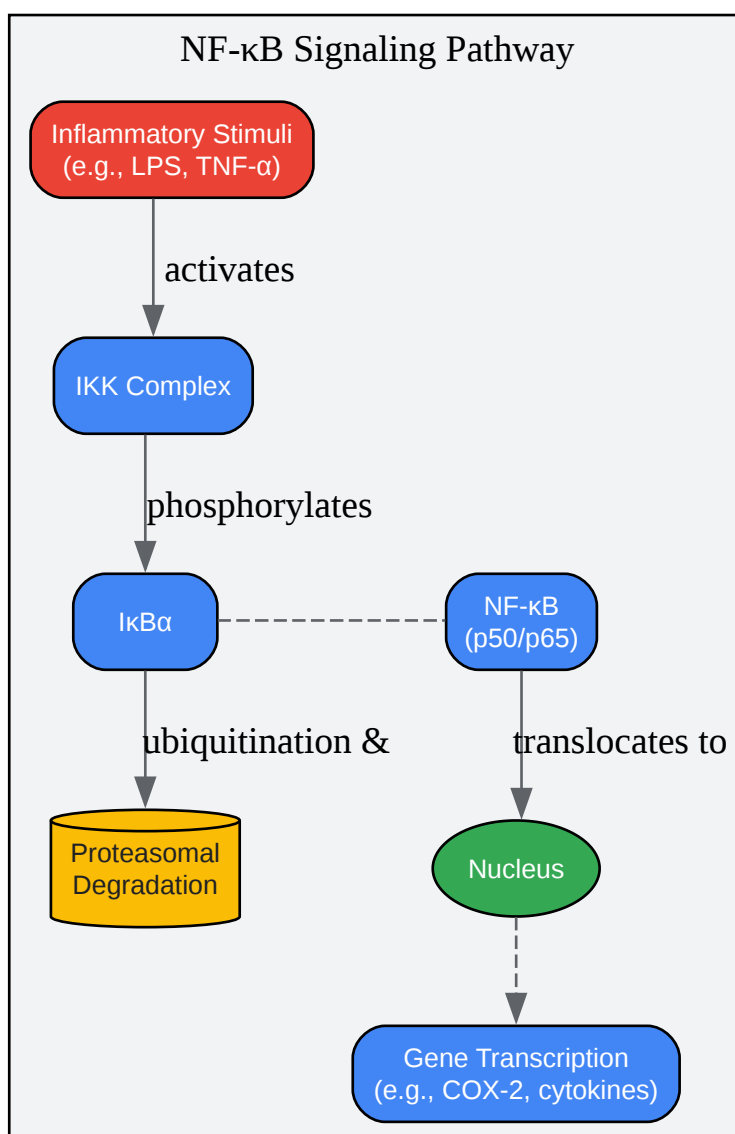 NF-κB Signaling Pathway
Inflammatory Stimuli
(e.g., LPS, TNF-α)
activates
IKK Complex
phosphorylates
IκBα
NF-κB
(p50/p65)
ubiquitination &
translocates to
Proteasomal
Degradation
Nucleus
Gene Transcription
(e.g., COX-2, cytokines)